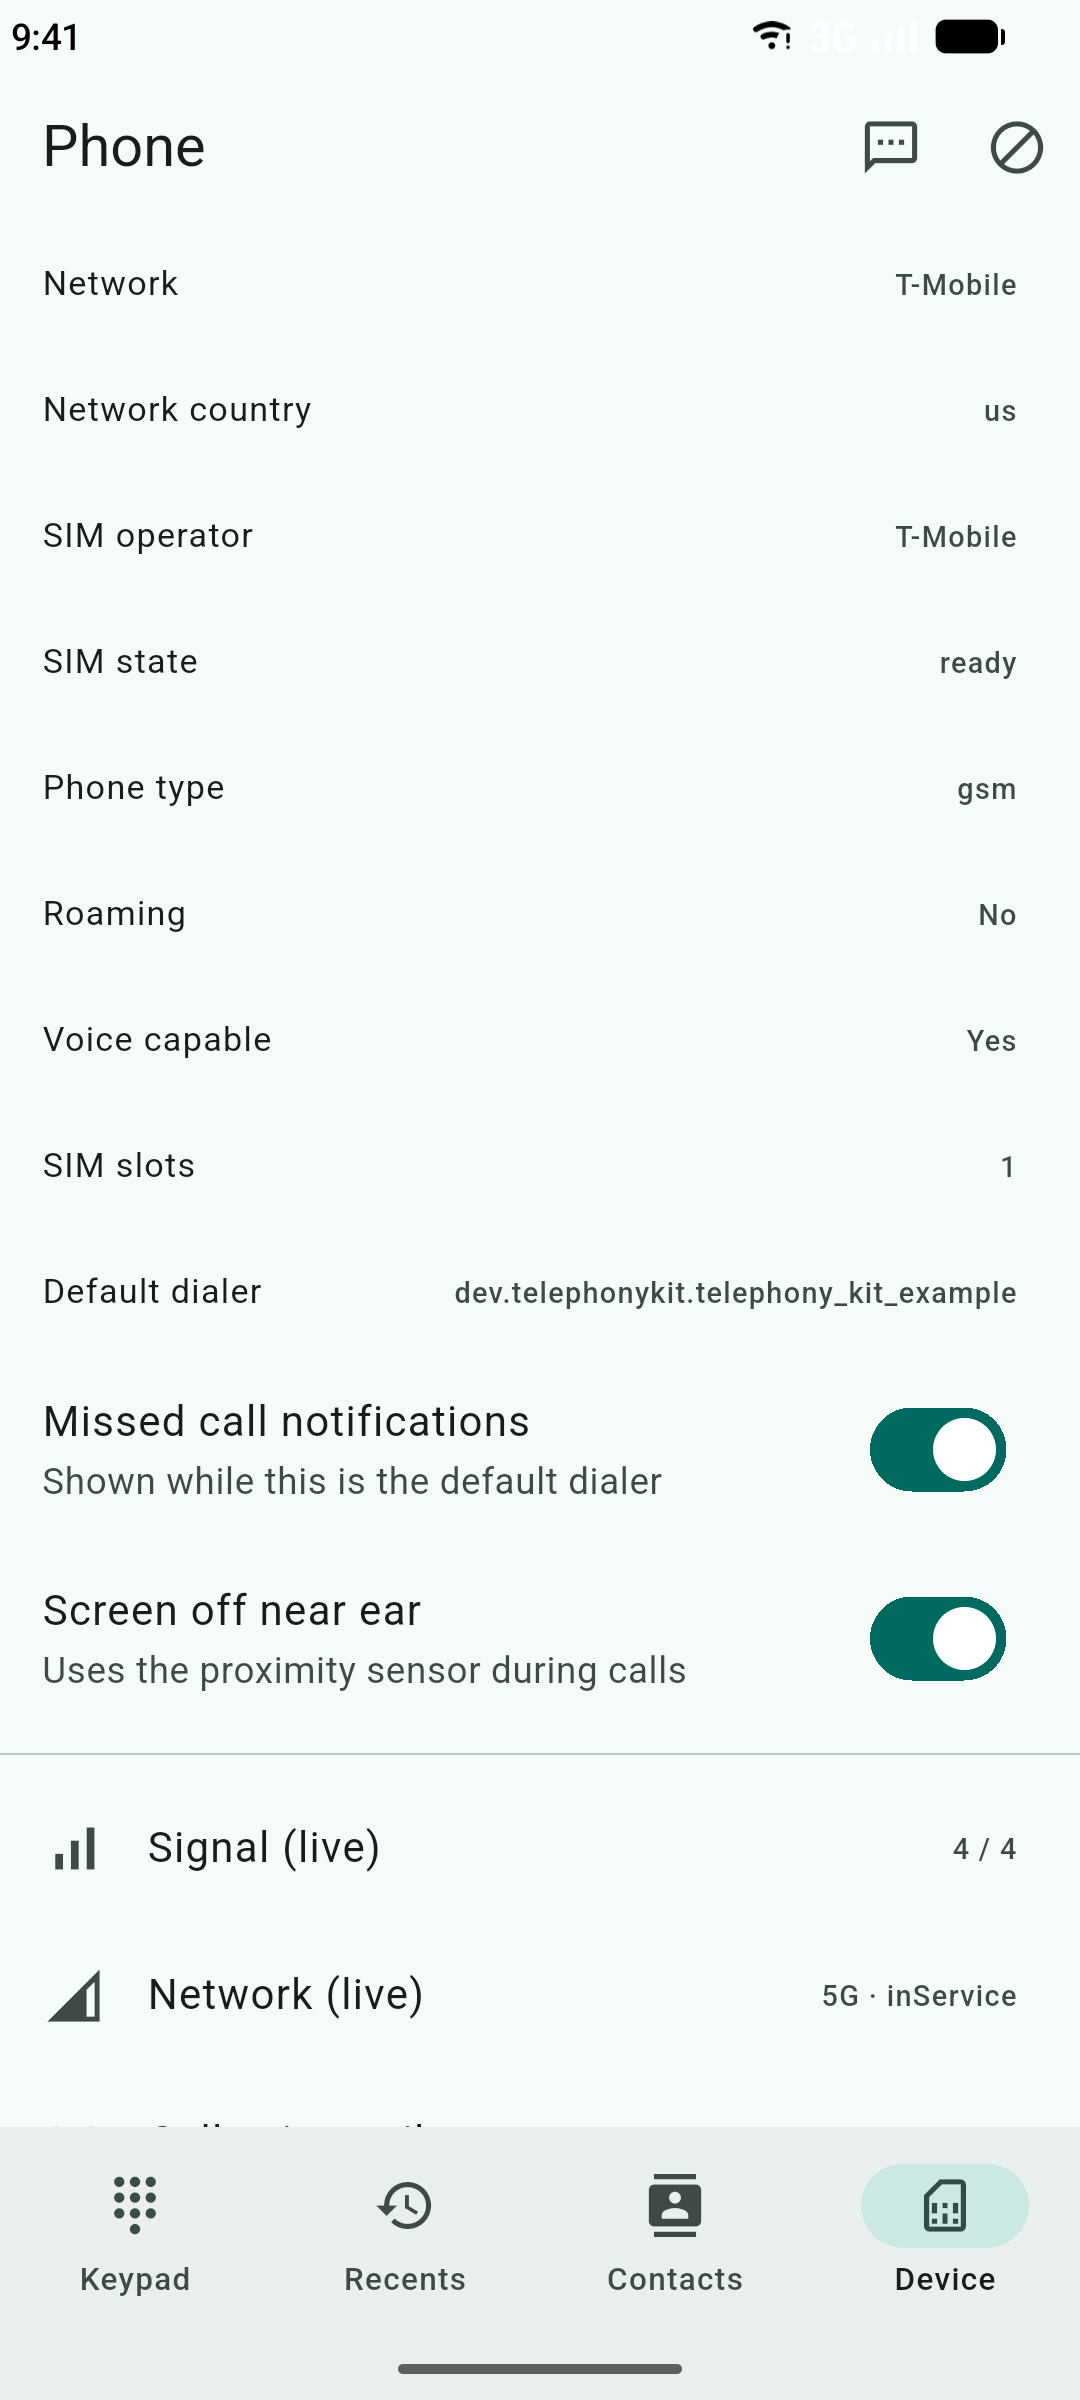 9:41
3G
Phone
Network
T-Mobile
Network country
us
SIM operator
T-Mobile
SIM state
ready
Phone type
gsm
Roaming
No
Voice capable
Yes
SIM slots
1
Default dialer
dev.telephonykit.telephony_kit_example
Missed call notifications
Shown while this is the default dialer
Screen off near ear
Uses the proximity sensor during calls
Signal (live)
4 / 4
Network (live)
5G · inService
Keypad
Recents
Contacts
Device